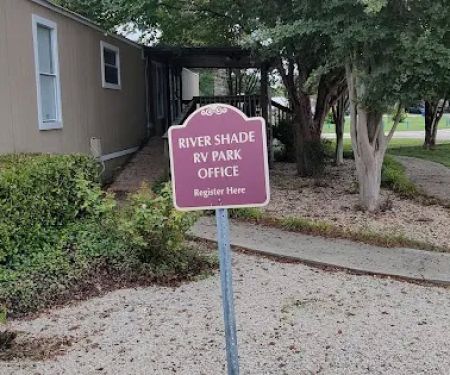 RIVER SHADE
RV PARK
OFFICE
Register Here